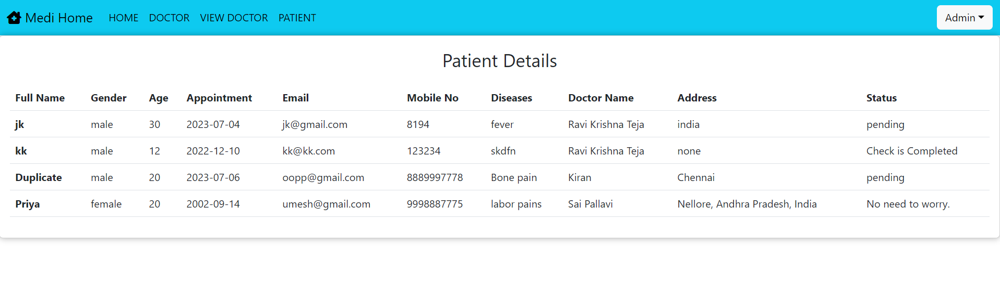 Medi Home HOME DOCTOR VIEW DOCTOR PATIENT Admin
Patient Details
Full Name Gender Age Appointment Email Mobile No Diseases Doctor Name Address Status
jk male 30 2023-07-04 jk@gmail.com 8194 fever Ravi Krishna Teja india pending
kk male 12 2022-12-10 kk@kk.com 123234 skdfn Ravi Krishna Teja none Check is Completed
Duplicate male 20 2023-07-06 oopp@gmail.com 8889997778 Bone pain Kiran Chennai pending
Priya female 20 2002-09-14 umesh@gmail.com 9998887775 labor pains Sai Pallavi Nellore, Andhra Pradesh, India No need to worry.